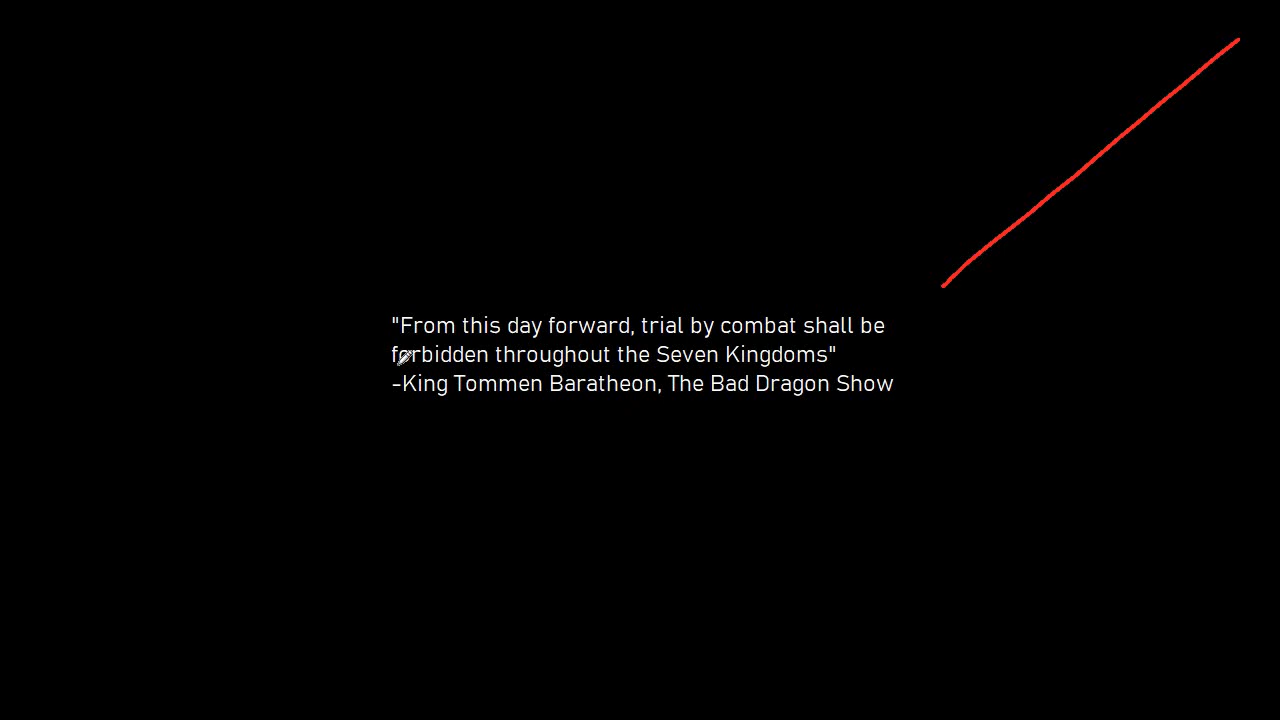 "From this day forward, trial by combat shall be
forbidden throughout the Seven Kingdoms"
-King Tommen Baratheon, The Bad Dragon Show